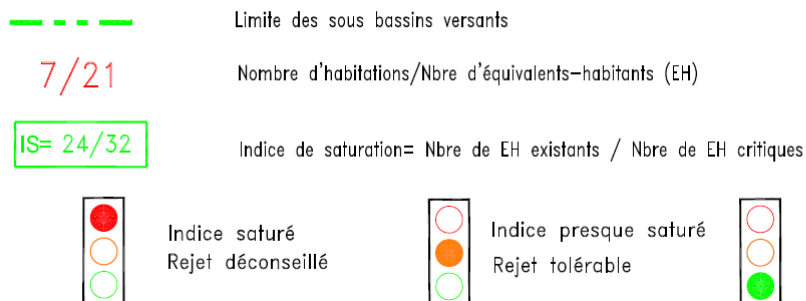 Limite des sous bassins versants
7/21 Nombre d'habitations/Nbre d'équivalents-habitants (EH)
IS= 24/32 Indice de saturation= Nbre de EH existants / Nbre de EH critiques
Indice saturé
Rejet déconseillé
Indice presque saturé
Rejet tolérable